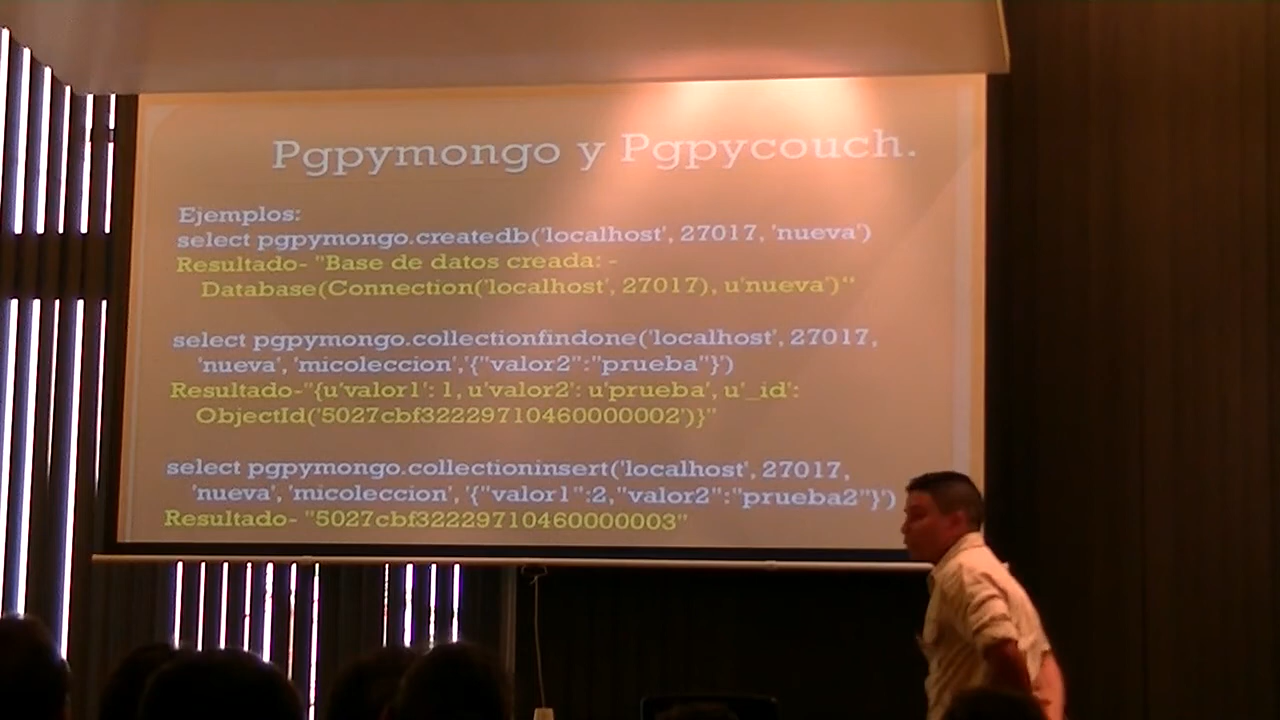 Pgpymongo y Pgpycouch.
Ejemplos:
select pgpymongo.createdb('localhost', 27017, 'nueva')
Resultado- "Base de datos creada: -
Database(Connection('localhost', 27017), u'nueva')"
select pgpymongo.collectionfindone('localhost', 27017,
'nueva', 'micoleccion','{"valor2":"prueba"}')
Resultado-"{u'valor1': 1, u'valor2': u'prueba', u'_id':
ObjectId('5027cbf32229710460000002')}"
select pgpymongo.collectioninsert('localhost', 27017,
'nueva', 'micoleccion', '{"valor1":2,"valor2":"prueba2"}')
Resultado- "5027cbf32229710460000003"